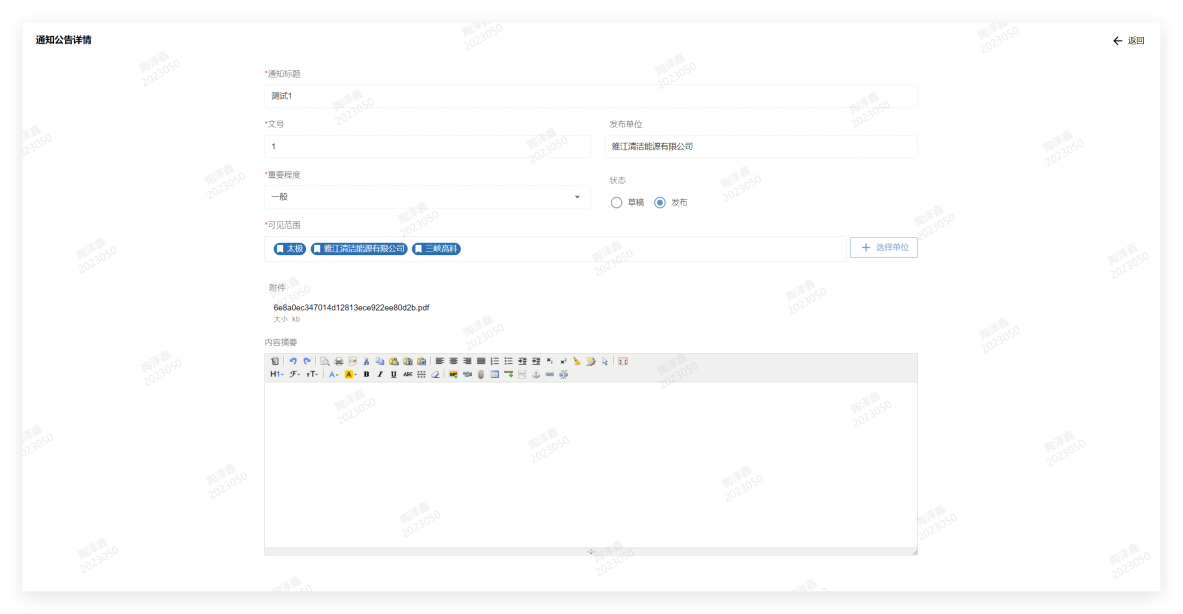 通知公告详情
返回
*通知标题
测试1
*文号
发布单位
1
雅江清洁能源有限公司
*重要程度
状态
一般
草稿 发布
*可见范围
太极 雅江清洁能源有限公司 三峡高科
选择单位
附件
6e8a0ec347014d12813ece922ee80d2b.pdf
大小: kb
内容摘要
H1 T A A B I U ABC
陶泽鑫
2023050